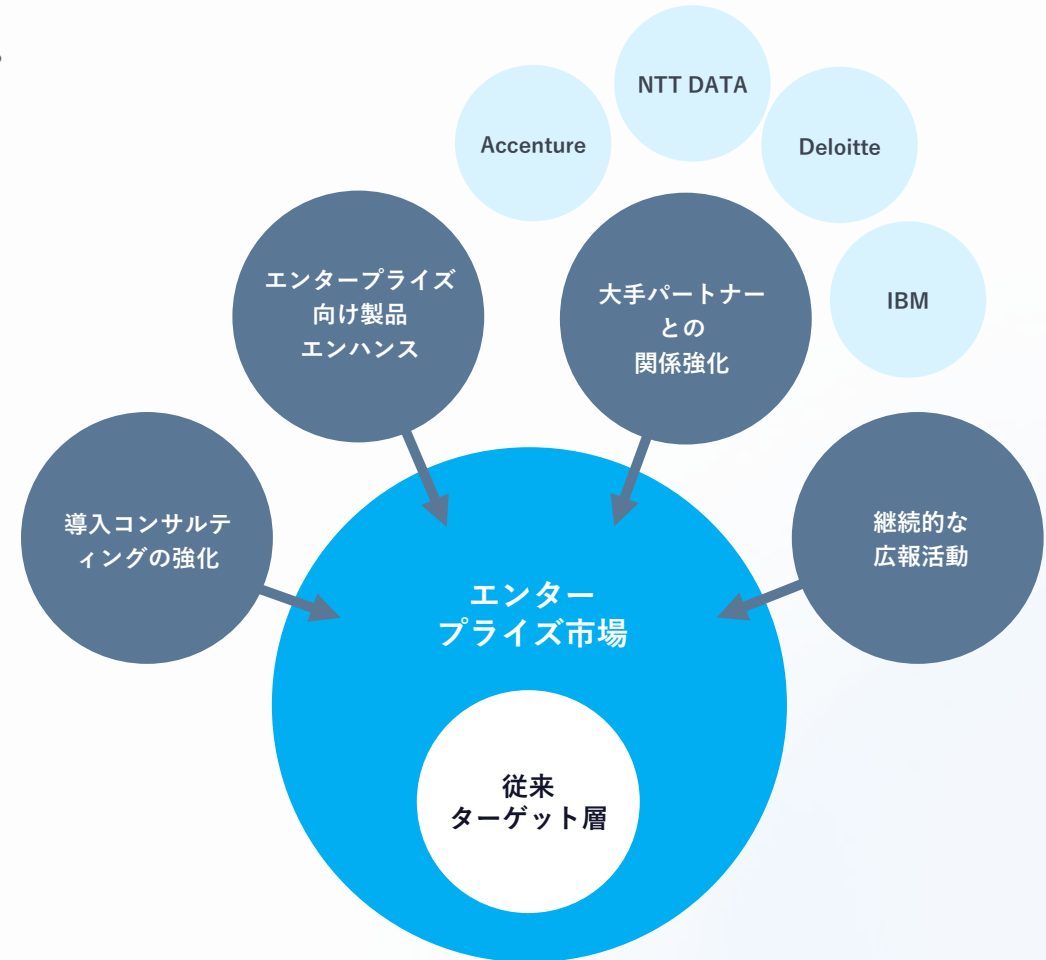 NTT DATA
Accenture
Deloitte
エンタープライズ
向け製品
エンハンス
大手パートナー
との
関係強化
IBM
導入コンサルテ
ィングの強化
継続的な
広報活動
エンター
プライズ市場
従来
ターゲット層